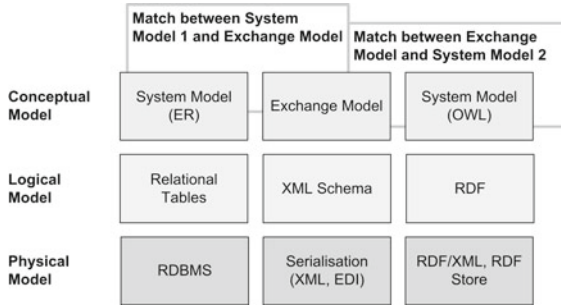 Match between System
Model 1 and Exchange Model
Match between Exchange
Model and System Model 2
Conceptual
Model
System Model
(ER)
Exchange Model
System Model
(OWL)
Logical
Model
Relational
Tables
XML Schema
RDF
Physical
Model
RDBMS
Serialisation
(XML, EDI)
RDF/XML, RDF
Store